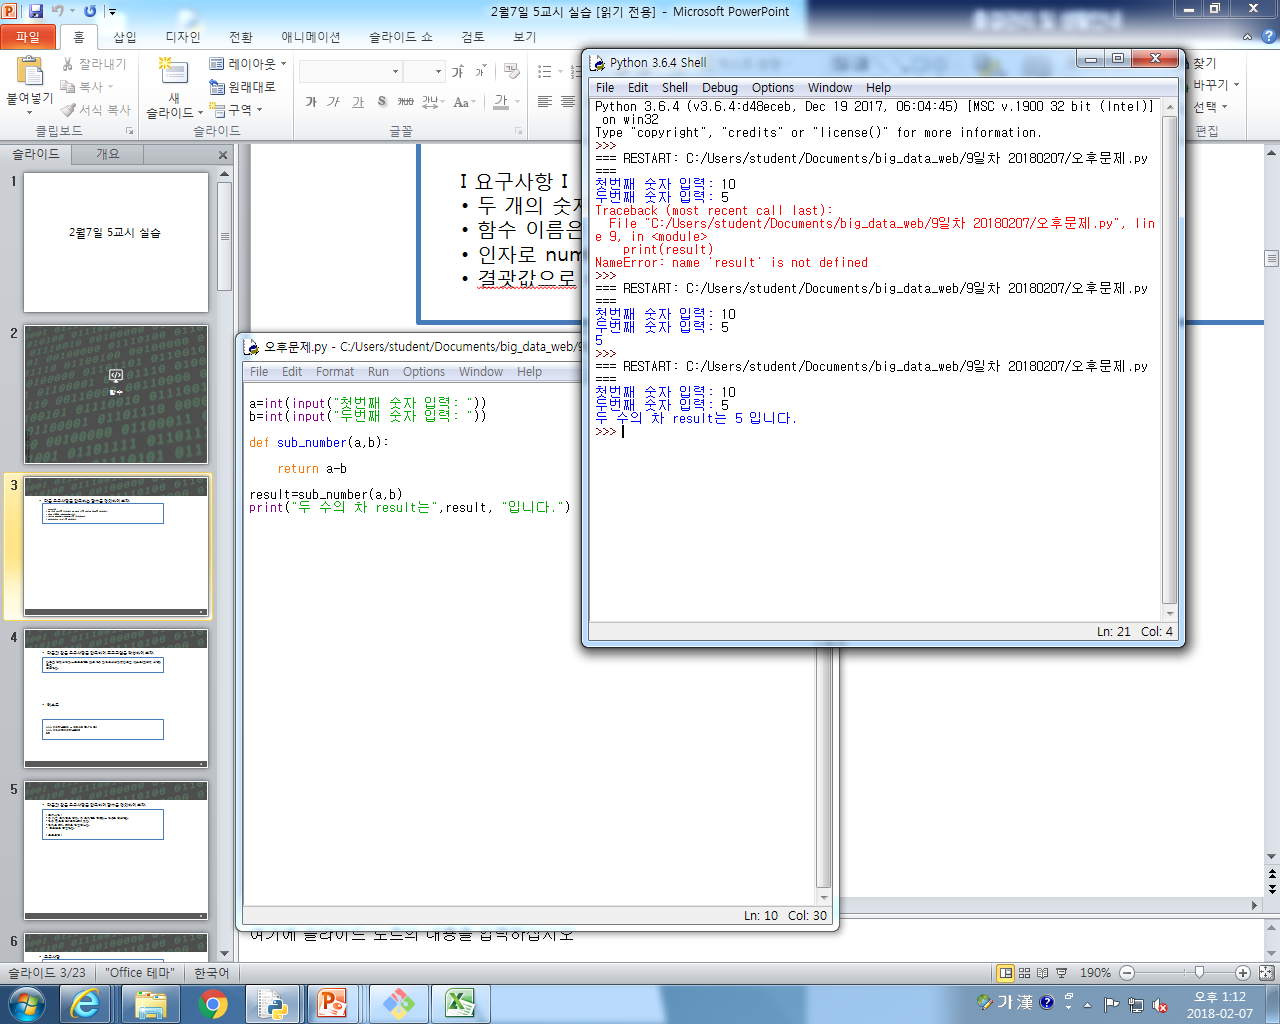 2월7일 5교시 실습 [읽기 전용] - Microsoft PowerPoint
파일 홈 삽입 디자인 전환 애니메이션 슬라이드 쇼 검토 보기
붙여넣기
잘라내기
복사
서식 복사
클립보드
새 슬라이드
레이아웃
원래대로
구역
슬라이드
가 가 가 S 가나 Aa 가
글꼴
찾기
바꾸기
선택
편집
슬라이드 개요
1
2월7일 5교시 실습
2
함수
3
4
5
6
I 요구사항 I
• 두 개의 숫자
• 함수 이름은
• 인자로 num
• 결괏값으로
오후문제.py - C:/Users/student/Documents/big_data_web/9
File Edit Format Run Options Window Help
a=int(input("첫번째 숫자 입력: "))
b=int(input("두번째 숫자 입력: "))
def sub_number(a,b):
return a-b
result=sub_number(a,b)
print("두 수의 차 result는",result, "입니다.")
Ln: 10 Col: 30
Python 3.6.4 Shell
File Edit Shell Debug Options Window Help
Python 3.6.4 (v3.6.4:d48eceb, Dec 19 2017, 06:04:45) [MSC v.1900 32 bit (Intel)]
on win32
Type "copyright", "credits" or "license()" for more information.
>>>
=== RESTART: C:/Users/student/Documents/big_data_web/9일차 20180207/오후문제.py
===
첫번째 숫자 입력: 10
두번째 숫자 입력: 5
Traceback (most recent call last):
File "C:/Users/student/Documents/big_data_web/9일차 20180207/오후문제.py", lin
e 9, in <module>
print(result)
NameError: name 'result' is not defined
>>>
=== RESTART: C:/Users/student/Documents/big_data_web/9일차 20180207/오후문제.py
===
첫번째 숫자 입력: 10
두번째 숫자 입력: 5
5
>>>
=== RESTART: C:/Users/student/Documents/big_data_web/9일차 20180207/오후문제.py
===
첫번째 숫자 입력: 10
두번째 숫자 입력: 5
두 수의 차 result는 5 입니다.
>>>
Ln: 21 Col: 4
여기에 슬라이드 노트의 내용을 입력하십시오
슬라이드 3/23 "Office 테마" 한국어
190%
가 漢
오후 1:12
2018-02-07